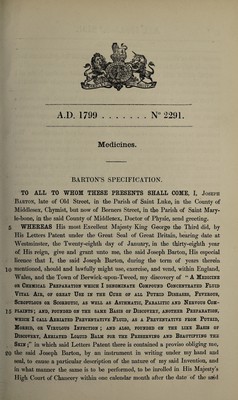 A.D. 1799 . . . . . . . N° 2291.
Medicines.
BARTON'S SPECIFICATION.
TO ALL TO WHOM THESE PRESENTS SHALL COME, I, JOSEPH
BARTON, late of Old Street, in the Parish of Saint Luke, in the County of
Middlesex, Chymist, but now of Berners Street, in the Parish of Saint Mary-
le-bone, in the said County of Middlesex, Doctor of Physic, send greeting.
5 WHEREAS His most Excellent Majesty King George the Third did, by
His Letters Patent under the Great Seal of Great Britain, bearing date at
Westminster, the Twenty-eighth day of January, in the thirty-eighth year
of His reign, give and grant unto me, the said Joseph Barton, His especial
licence that I, the said Joseph Barton, during the term of years therein
10 mentioned, should and lawfully might use, exercise, and vend, within England,
Wales, and the Town of Berwick-upon-Tweed, my discovery of "A MEDICINE
OR CHEMICAL PREPARATION WHICH I DENOMINATE COMPOUND CONCENTRATED FLUID
VITAL AIR, OF GREAT USE IN THE CURE OF ALL PUTRID DISEASES, FEVEROUS,
SCROFULOUS OR SCORBUTIC, AS WELL AS ASTHMATIC, PARALITIC AND NERVOUS COM-
15 PLAINTS; AND, FOUNDED ON THE SAME BASIS OF DISCOVERY, ANOTHER PREPARATION,
WHICH I CALL AERIATED PREVENTATIVE FLUID, AS A PREVENTATIVE FROM PUTRID,
MORBID, OR VIRULOUS INFECTION; AND ALSO, FOUNDED ON THE LIKE BASIS OF
DISCOVERY, AERIATED LIQUID BALM FOR THE PRESERVING AND BEAUTIFYING THE
SKIN;" in which said Letters Patent there is contained a proviso obliging me,
20 the said Joseph Barton, by an instrument in writing under my hand and
seal, to cause a particular description of the nature of my said Invention, and
in what manner the same is to be performed, to be inrolled in His Majesty's
High Court of Chancery within one calendar month after the date of the said